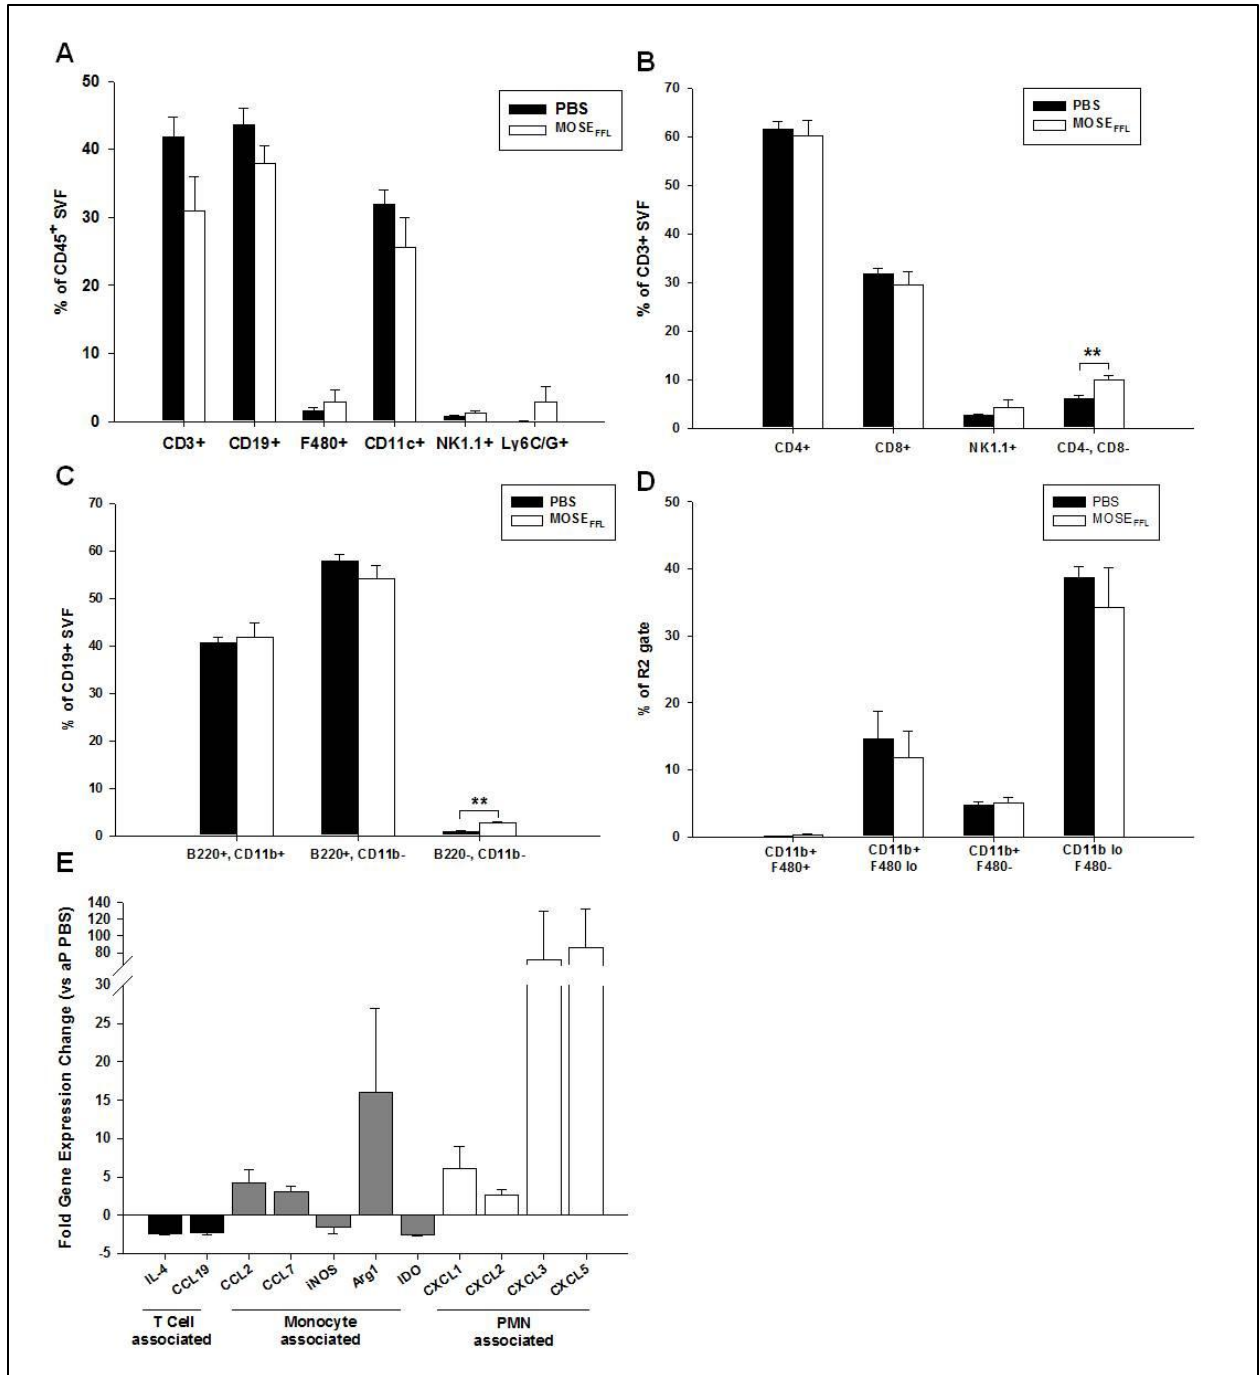 A
50
40
30
20
10
0
% of CD45+ SVF
PBS
MOSEFFL
CD3+ CD19+ F480+ CD11c+ NK1.1+ Ly6C/G+
B
70
60
50
40
30
20
10
0
% of CD3+ SVF
PBS
MOSEFFL
**
CD4+ CD8+ NK1.1+ CD4-, CD8-
C
70
60
50
40
30
20
10
0
% of CD19+ SVF
PBS
MOSEFFL
**
B220+, CD11b+ B220+, CD11b- B220-, CD11b-
D
50
40
30
20
10
0
% of R2 gate
PBS
MOSEFFL
CD11b+ CD11b+ CD11b+ CD11b lo
F480+ F480 lo F480- F480-
E
140
120
100
80
30
25
20
15
10
5
0
-5
Fold Gene Expression Change (vs aP PBS)
IL-4 CCL19 CCL2 CCL7 iNOS Arg1 IDO CXCL1 CXCL2 CXCL3 CXCL5
T Cell Monocyte PMN
associated associated associated